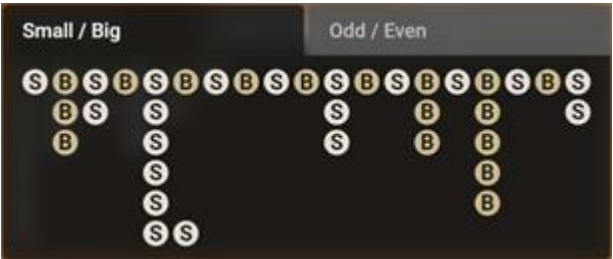 Small / Big Odd / Even
S B S B S B S B S B S B S B S B S B S
B S S S B B S
B S S B B
S B
S B
S S